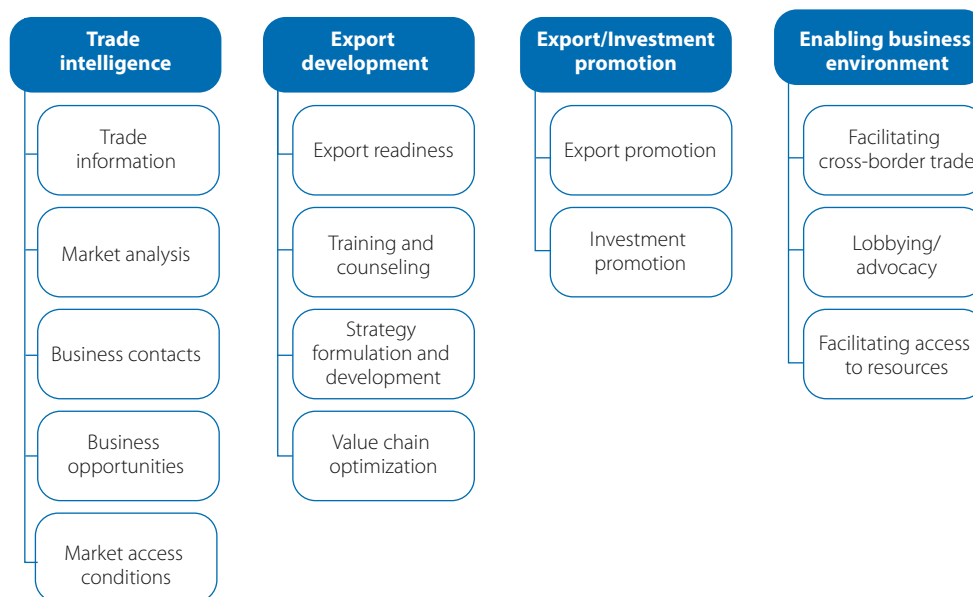 Trade
intelligence
Trade
information
Market analysis
Business contacts
Business
opportunities
Market access
conditions
Export
development
Export readiness
Training and
counseling
Strategy
formulation and
development
Value chain
optimization
Export/Investment
promotion
Export promotion
Investment
promotion
Enabling business
environment
Facilitating
cross-border trade
Lobbying/
advocacy
Facilitating access
to resources